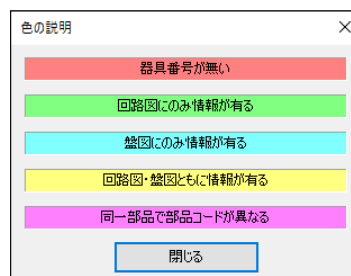 色の説明
器具番号が無い
回路図にのみ情報が有る
盤図にのみ情報が有る
回路図・盤図ともに情報が有る
同一部品で部品コードが異なる
閉じる